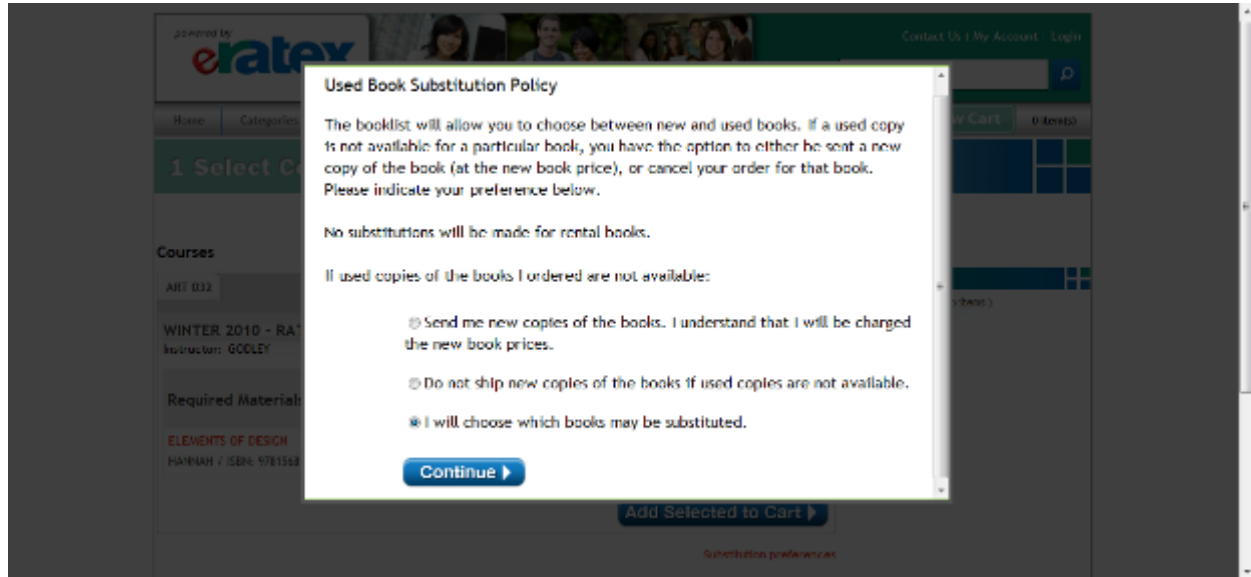 powered by
eratex
Contact Us | My Account | Login
Home Categories
w Cart 0 item(s)
1 Select Co
Used Book Substitution Policy
The booklist will allow you to choose between new and used books. If a used copy
is not available for a particular book, you have the option to either be sent a new
copy of the book (at the new book price), or cancel your order for that book.
Please indicate your preference below.
No substitutions will be made for rental books.
If used copies of the books I ordered are not available:
Send me new copies of the books. I understand that I will be charged
the new book prices.
Do not ship new copies of the books if used copies are not available.
I will choose which books may be substituted.
Continue
Courses
ART 032
WINTER 2010 - RA
Instructor: GODLEY
Required Materials
ELEMENTS OF DESIGN
HANNAH / ISBN: 9781568
items )
Add Selected to Cart
Substitution preferences